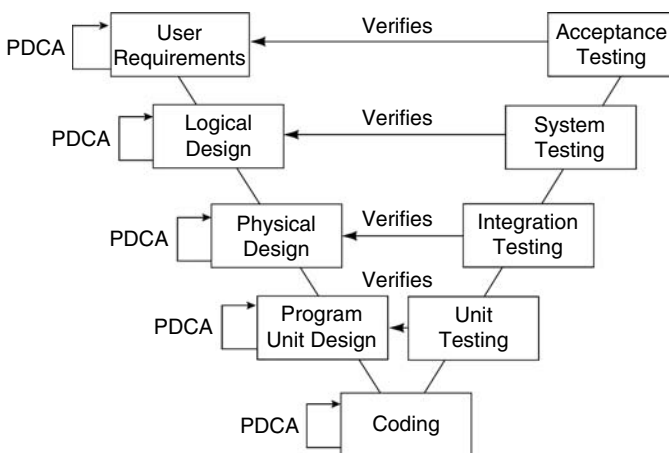 PDCA
User
Requirements
Verifies
Acceptance
Testing
PDCA
Logical
Design
Verifies
System
Testing
PDCA
Physical
Design
Verifies
Integration
Testing
PDCA
Program
Unit Design
Verifies
Unit
Testing
PDCA
Coding